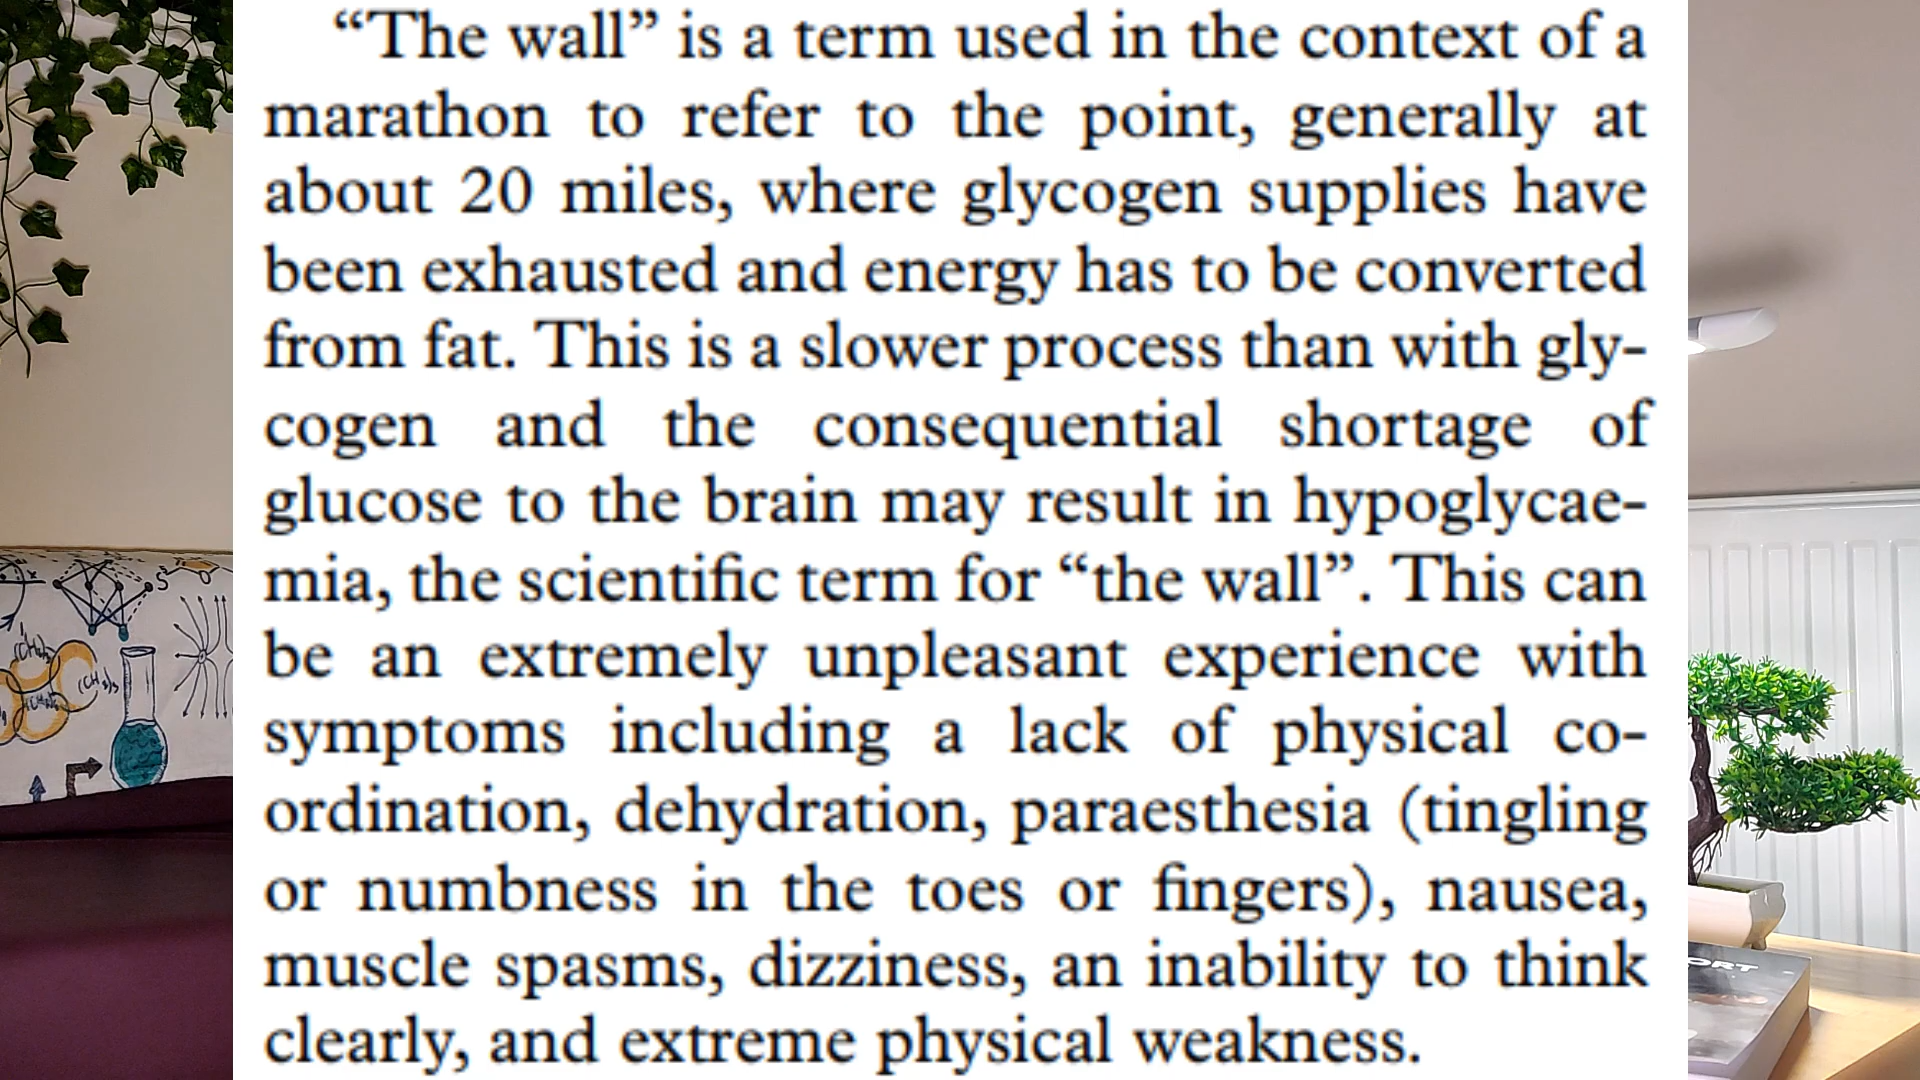 “The wall” is a term used in the context of a
marathon to refer to the point, generally at
about 20 miles, where glycogen supplies have
been exhausted and energy has to be converted
from fat. This is a slower process than with gly-
cogen and the consequential shortage of
glucose to the brain may result in hypoglycae-
mia, the scientific term for “the wall”. This can
be an extremely unpleasant experience with
symptoms including a lack of physical co-
ordination, dehydration, paraesthesia (tingling
or numbness in the toes or fingers), nausea,
muscle spasms, dizziness, an inability to think
clearly, and extreme physical weakness.